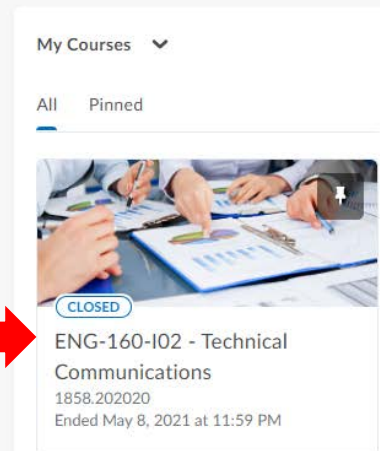 My Courses
All Pinned
CLOSED
ENG-160-I02 - Technical
Communications
1858.202020
Ended May 8, 2021 at 11:59 PM